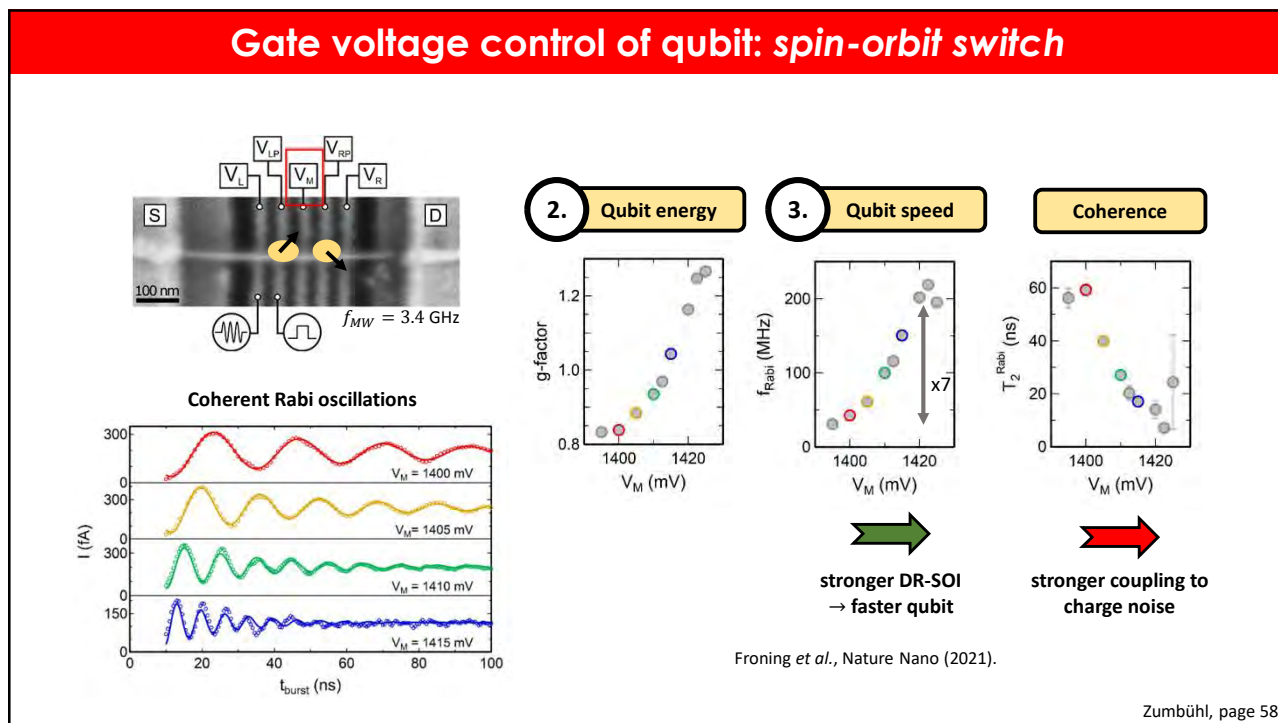 Gate voltage control of qubit: spin-orbit switch
V_LP
V_RP
V_L
V_M
V_R
S
D
100 nm
f_MW = 3.4 GHz
Coherent Rabi oscillations
300
0
V_M = 1400 mV
300
0
V_M = 1405 mV
300
0
V_M = 1410 mV
150
0
V_M = 1415 mV
I (fA)
0 20 40 60 80 100
t_burst (ns)
2. Qubit energy
1.2
1.0
0.8
g-factor
1400 1420
V_M (mV)
3. Qubit speed
200
100
0
f_Rabi (MHz)
x7
1400 1420
V_M (mV)
stronger DR-SOI
→ faster qubit
Coherence
60
40
20
0
T_2^Rabi (ns)
1400 1420
V_M (mV)
stronger coupling to
charge noise
Froning et al., Nature Nano (2021).
Zumbühl, page 58